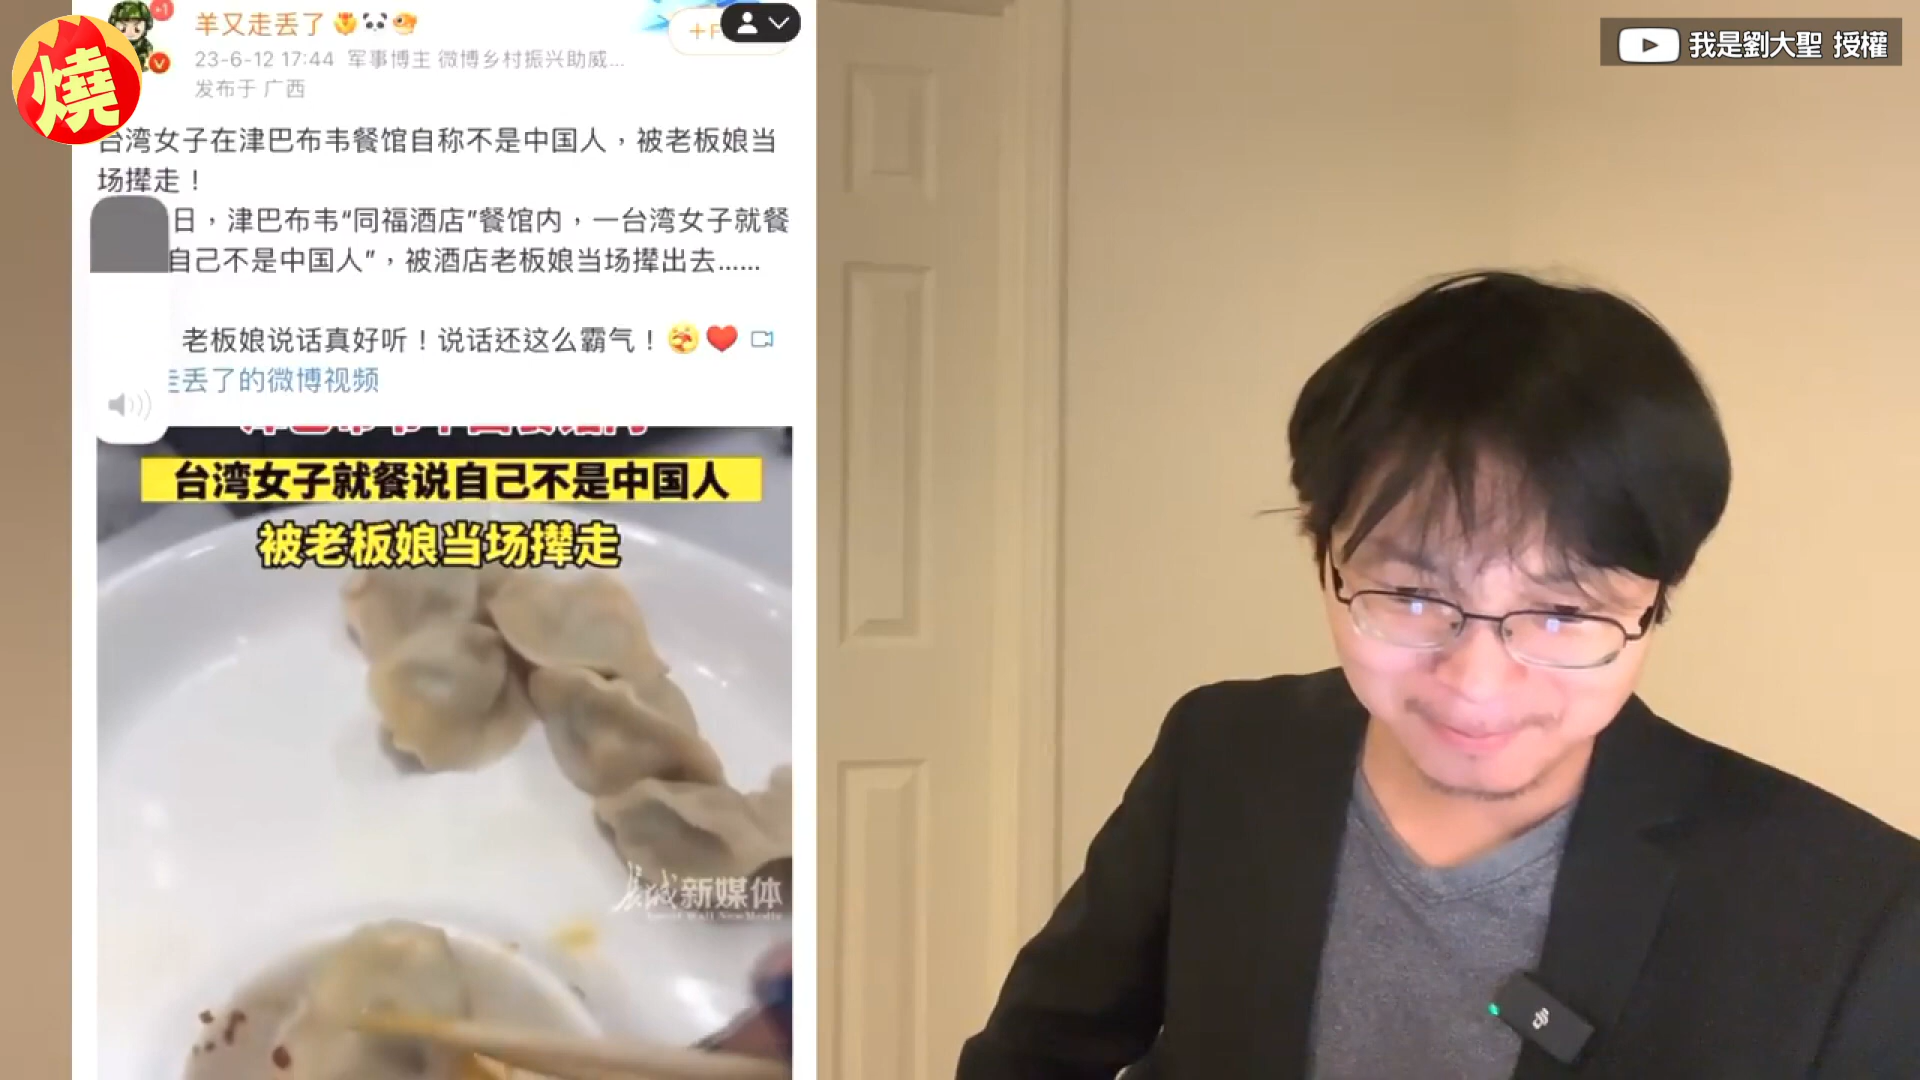 燒
羊又走丢了
23-6-12 17:44 军事博主 微博乡村振兴助威...
发布于 广西
台湾女子在津巴布韦餐馆自称不是中国人，被老板娘当
场撵走！
日，津巴布韦“同福酒店”餐馆内，一台湾女子就餐
自己不是中国人”，被酒店老板娘当场撵出去......
老板娘说话真好听！说话还这么霸气！
走丢了的微博视频
台湾女子就餐说自己不是中国人
被老板娘当场撵走
长城新媒体
Great Wall New Media
我是劉大聖 授權